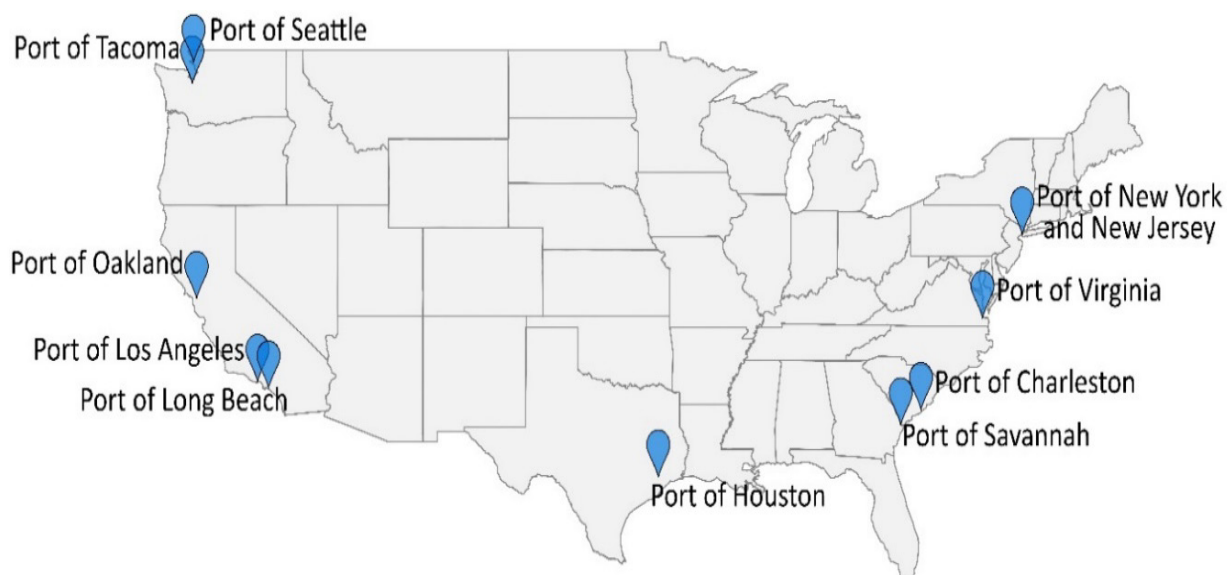 Port of Seattle
Port of Tacoma
Port of New York
and New Jersey
Port of Oakland
Port of Virginia
Port of Los Angeles
Port of Long Beach
Port of Charleston
Port of Savannah
Port of Houston